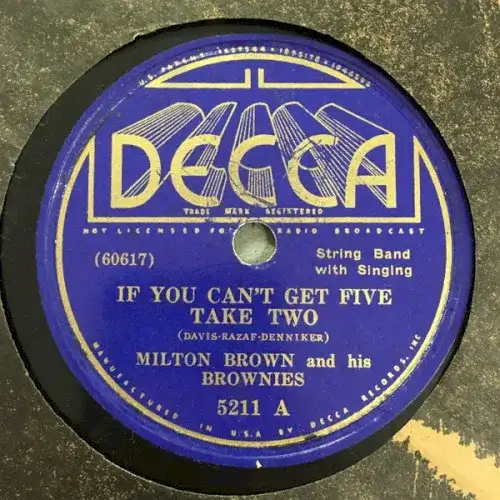 DECCA
TRADE MARK REGISTERED
NOT LICENSED FOR RADIO BROADCAST
(60617)
String Band
with Singing
IF YOU CAN'T GET FIVE
TAKE TWO
(DAVIS-RAZAF-DENNIKER)
MILTON BROWN and his
BROWNIES
5211 A
MANUFACTURED IN U.S.A BY DECCA RECORDS, INC